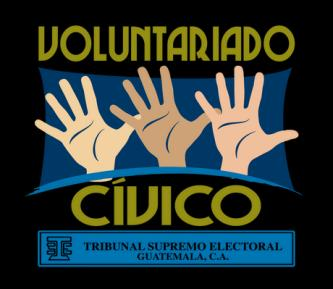 VOLUNTARIADO
CÍVICO
TRIBUNAL SUPREMO ELECTORAL
GUATEMALA, C.A.